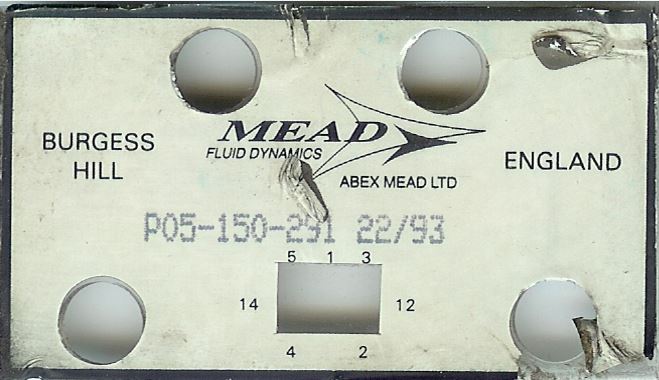 BURGESS
HILL
MEAD
FLUID DYNAMICS
ABEX MEAD LTD
ENGLAND
P05-150-291 22/93
5 1 3
14 12
4 2